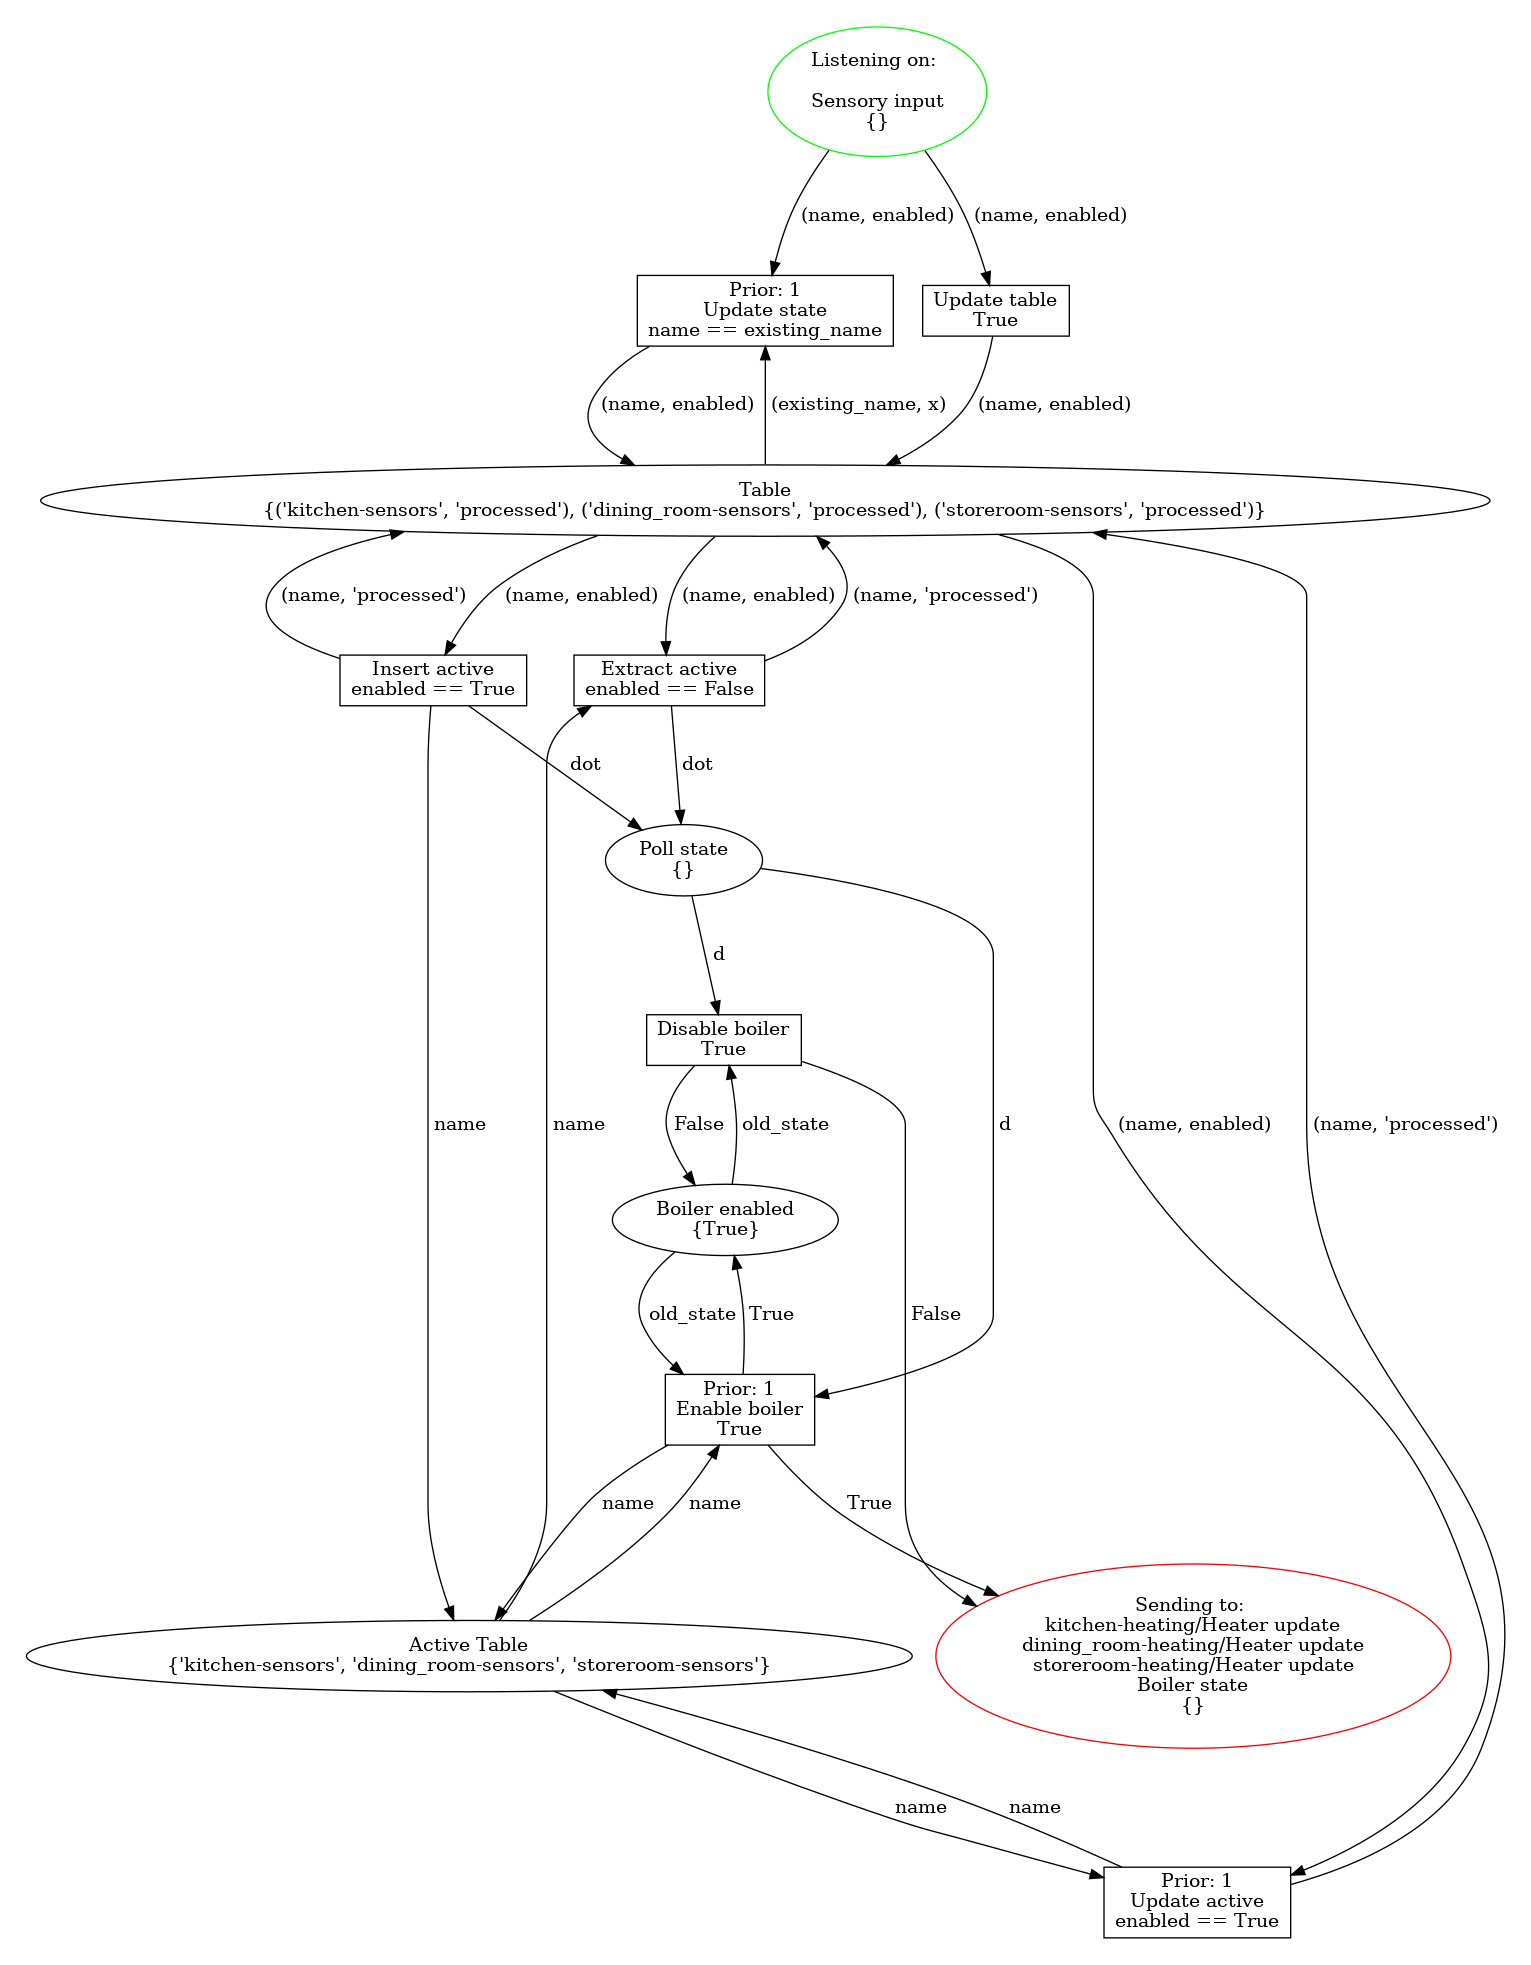 Listening on:
Sensory input
{}
(name, enabled)
(name, enabled)
Prior: 1
Update state
name == existing_name
Update table
True
(name, enabled)
(existing_name, x)
(name, enabled)
Table
{('kitchen-sensors', 'processed'), ('dining_room-sensors', 'processed'), ('storeroom-sensors', 'processed')}
(name, 'processed')
(name, enabled)
(name, enabled)
(name, 'processed')
Insert active
enabled == True
Extract active
enabled == False
dot
dot
Poll state
{}
d
Disable boiler
True
name
name
False
old_state
d
(name, enabled)
(name, 'processed')
Boiler enabled
{True}
old_state
True
False
Prior: 1
Enable boiler
True
name
name
True
Active Table
{'kitchen-sensors', 'dining_room-sensors', 'storeroom-sensors'}
Sending to:
kitchen-heating/Heater update
dining_room-heating/Heater update
storeroom-heating/Heater update
Boiler state
{}
name
name
Prior: 1
Update active
enabled == True